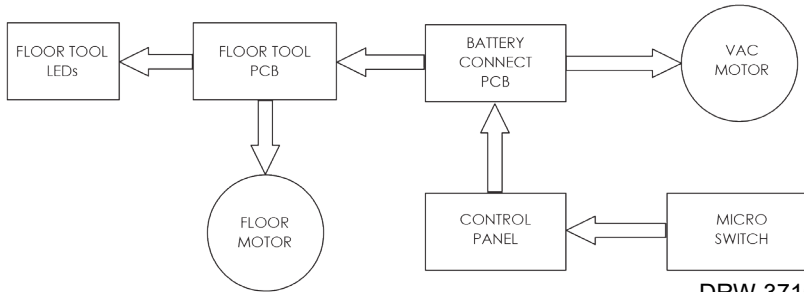 FLOOR TOOL
LEDs
FLOOR TOOL
PCB
BATTERY
CONNECT
PCB
VAC
MOTOR
FLOOR
MOTOR
CONTROL
PANEL
MICRO
SWITCH